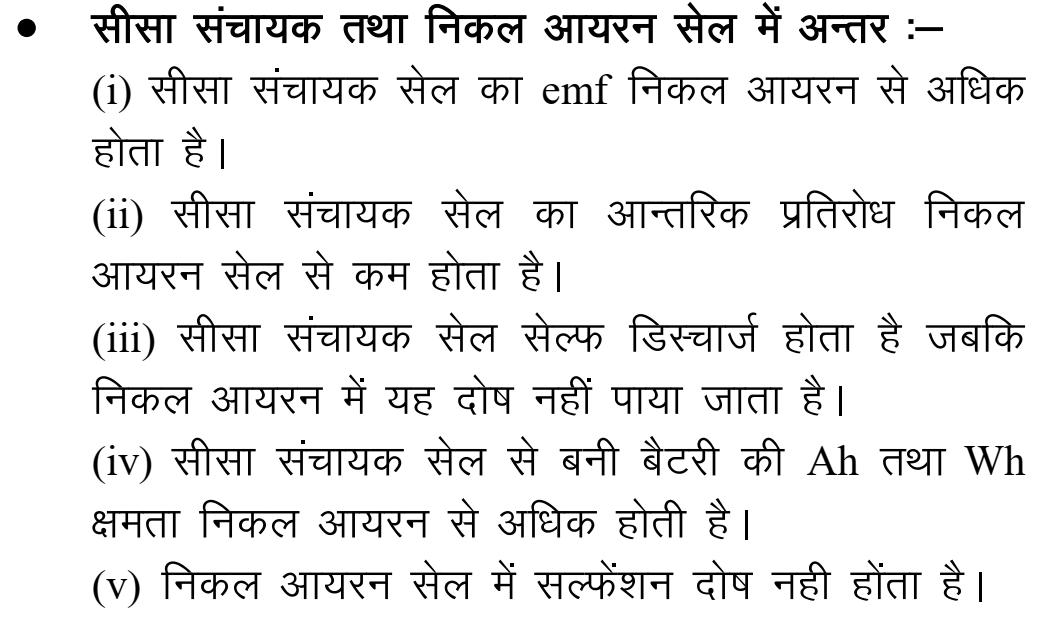 • सीसा संचायक तथा निकल आयरन सेल में अन्तर :–
(i) सीसा संचायक सेल का emf निकल आयरन से अधिक
होता है।
(ii) सीसा संचायक सेल का आन्तरिक प्रतिरोध निकल
आयरन सेल से कम होता है।
(iii) सीसा संचायक सेल सेल्फ डिस्चार्ज होता है जबकि
निकल आयरन में यह दोष नहीं पाया जाता है।
(iv) सीसा संचायक सेल से बनी बैटरी की Ah तथा Wh
क्षमता निकल आयरन से अधिक होती है।
(v) निकल आयरन सेल में सल्फेंशन दोष नही होंता है।